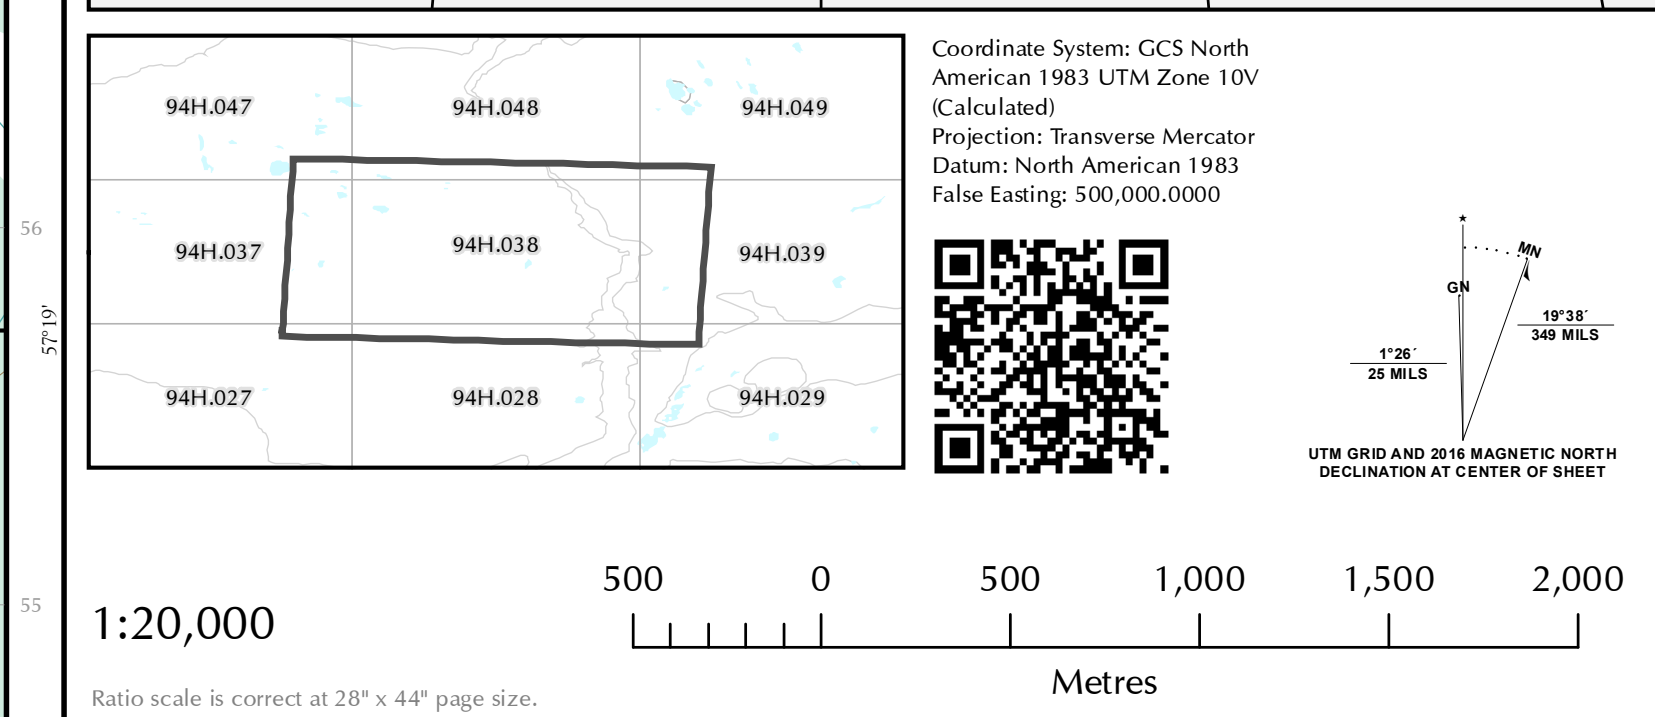 56
57°19'
55
94H.047
94H.048
94H.049
94H.037
94H.038
94H.039
94H.027
94H.028
94H.029
Coordinate System: GCS North
American 1983 UTM Zone 10V
(Calculated)
Projection: Transverse Mercator
Datum: North American 1983
False Easting: 500,000.0000
MN
GN
19°38´
349 MILS
1°26´
25 MILS
UTM GRID AND 2016 MAGNETIC NORTH
DECLINATION AT CENTER OF SHEET
500 0 500 1,000 1,500 2,000
1:20,000
Metres
Ratio scale is correct at 28" x 44" page size.